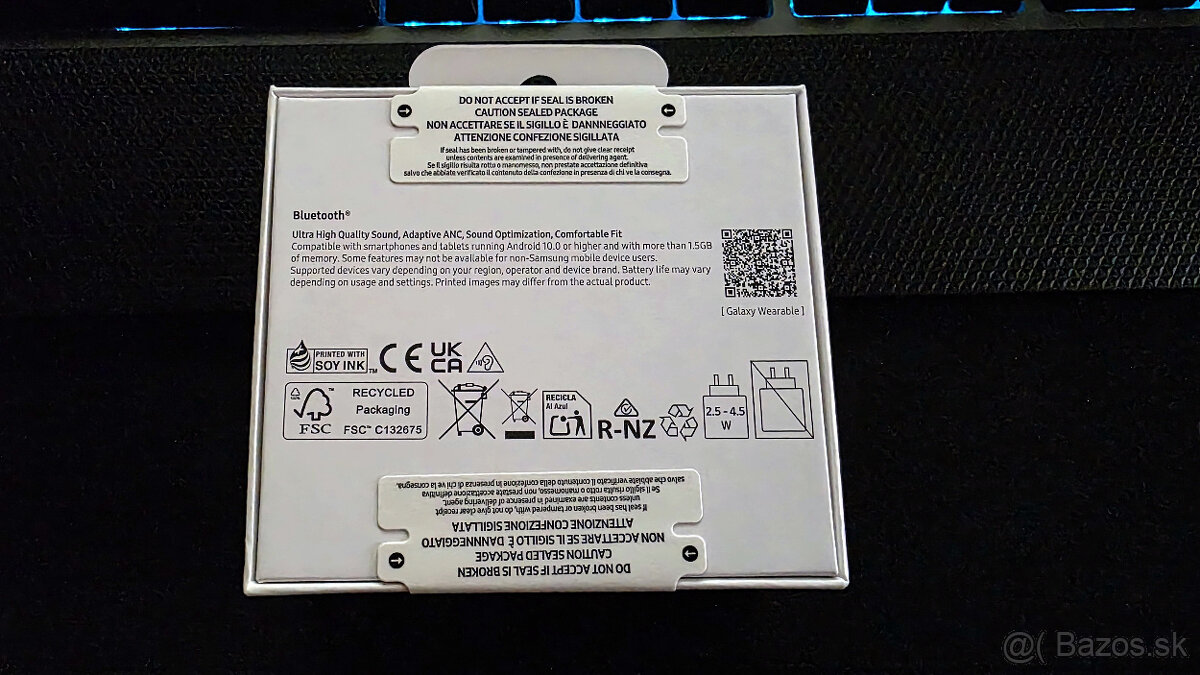 DO NOT ACCEPT IF SEAL IS BROKEN
CAUTION SEALED PACKAGE
NON ACCETTARE SE IL SIGILLO È DANNNEGGIATO
ATTENZIONE CONFEZIONE SIGILLATA
If seal has been broken or tampered with, do not give clear receipt
unless contents are examined in presence of delivering agent.
Se il sigillo risulta rotto o manomesso, non prestate accettazione definitiva
salvo che abbiate verificato il contenuto della confezione in presenza di chi ve la consegna.
Bluetooth®
Ultra High Quality Sound, Adaptive ANC, Sound Optimization, Comfortable Fit
Compatible with smartphones and tablets running Android 10.0 or higher and with more than 1.5GB
of memory. Some features may not be available for non-Samsung mobile device users.
Supported devices vary depending on your region, operator and device brand. Battery life may vary
depending on usage and settings. Printed images may differ from the actual product.
[ Galaxy Wearable ]
PRINTED WITH
SOY INK™
CE
UK
CA
FSC™
RECYCLED
Packaging
FSC™ C132675
RECICLA
Al Azul
R-NZ
2.5 - 4.5
W
DO NOT ACCEPT IF SEAL IS BROKEN
CAUTION SEALED PACKAGE
NON ACCETTARE SE IL SIGILLO È DANNEGGIATO
ATTENZIONE CONFEZIONE SIGILLATA
If seal has been broken or tampered with, do not give clear receipt
unless contents are examined in presence of delivering agent.
Se il sigillo risulta rotto o manomesso, non prestate accettazione definitiva
salvo che abbiate verificato il contenuto della confezione in presenza di chi ve la consegna.
@( Bazos.sk